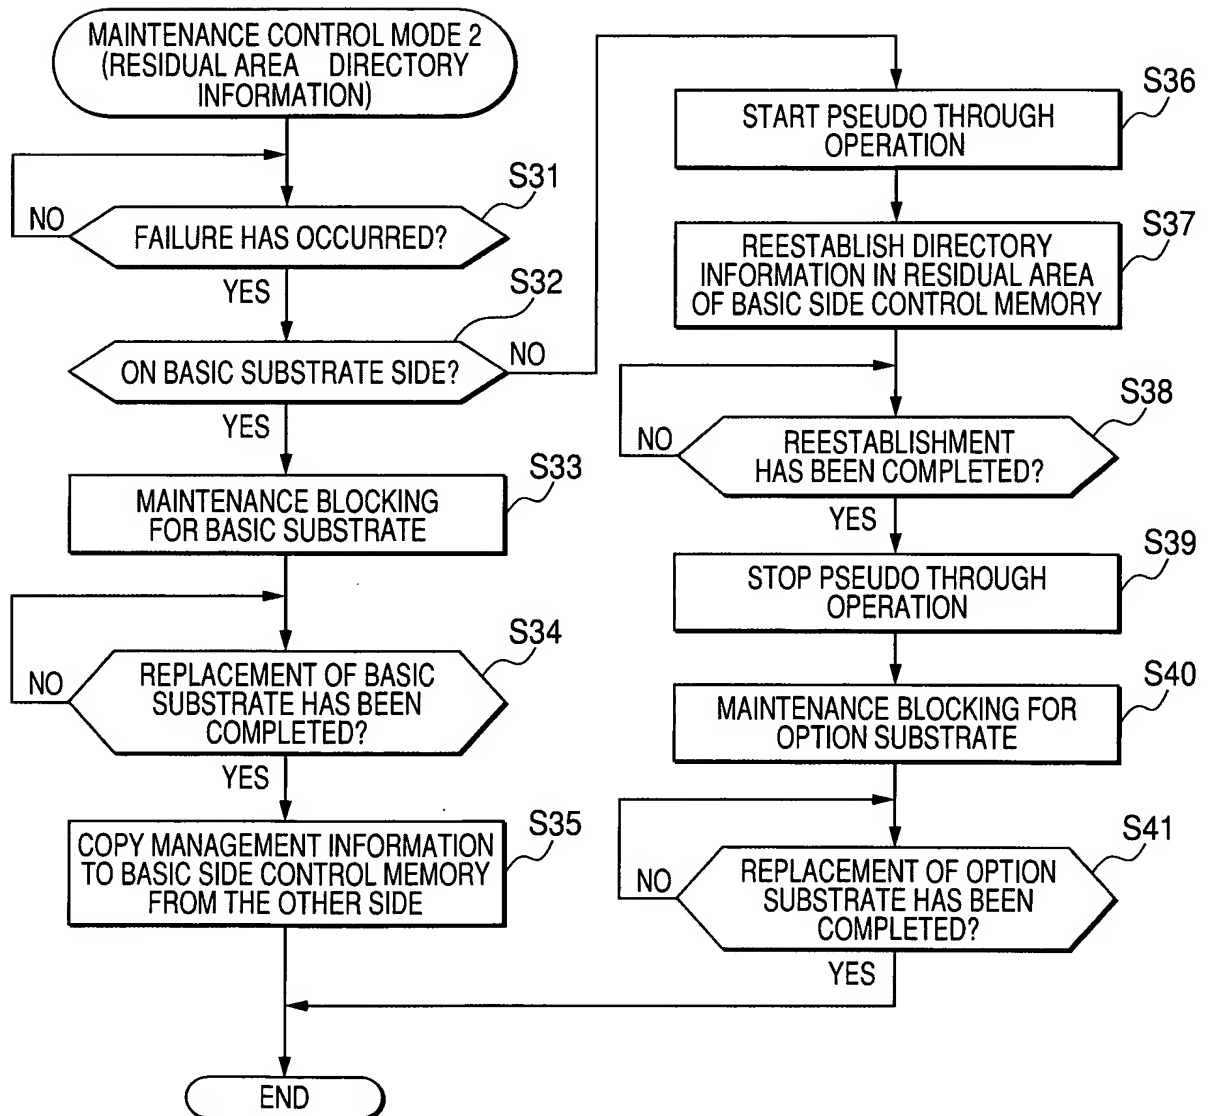 MAINTENANCE CONTROL MODE 2
(RESIDUAL AREA DIRECTORY
INFORMATION)
S31
NO
FAILURE HAS OCCURRED?
YES
S32
NO
ON BASIC SUBSTRATE SIDE?
YES
S33
MAINTENANCE BLOCKING
FOR BASIC SUBSTRATE
S34
NO
REPLACEMENT OF BASIC
SUBSTRATE HAS BEEN
COMPLETED?
YES
S35
COPY MANAGEMENT INFORMATION
TO BASIC SIDE CONTROL MEMORY
FROM THE OTHER SIDE
S36
START PSEUDO THROUGH
OPERATION
S37
REESTABLISH DIRECTORY
INFORMATION IN RESIDUAL AREA
OF BASIC SIDE CONTROL MEMORY
S38
NO
REESTABLISHMENT
HAS BEEN COMPLETED?
YES
S39
STOP PSEUDO THROUGH
OPERATION
S40
MAINTENANCE BLOCKING FOR
OPTION SUBSTRATE
S41
NO
REPLACEMENT OF OPTION
SUBSTRATE HAS BEEN
COMPLETED?
YES
END